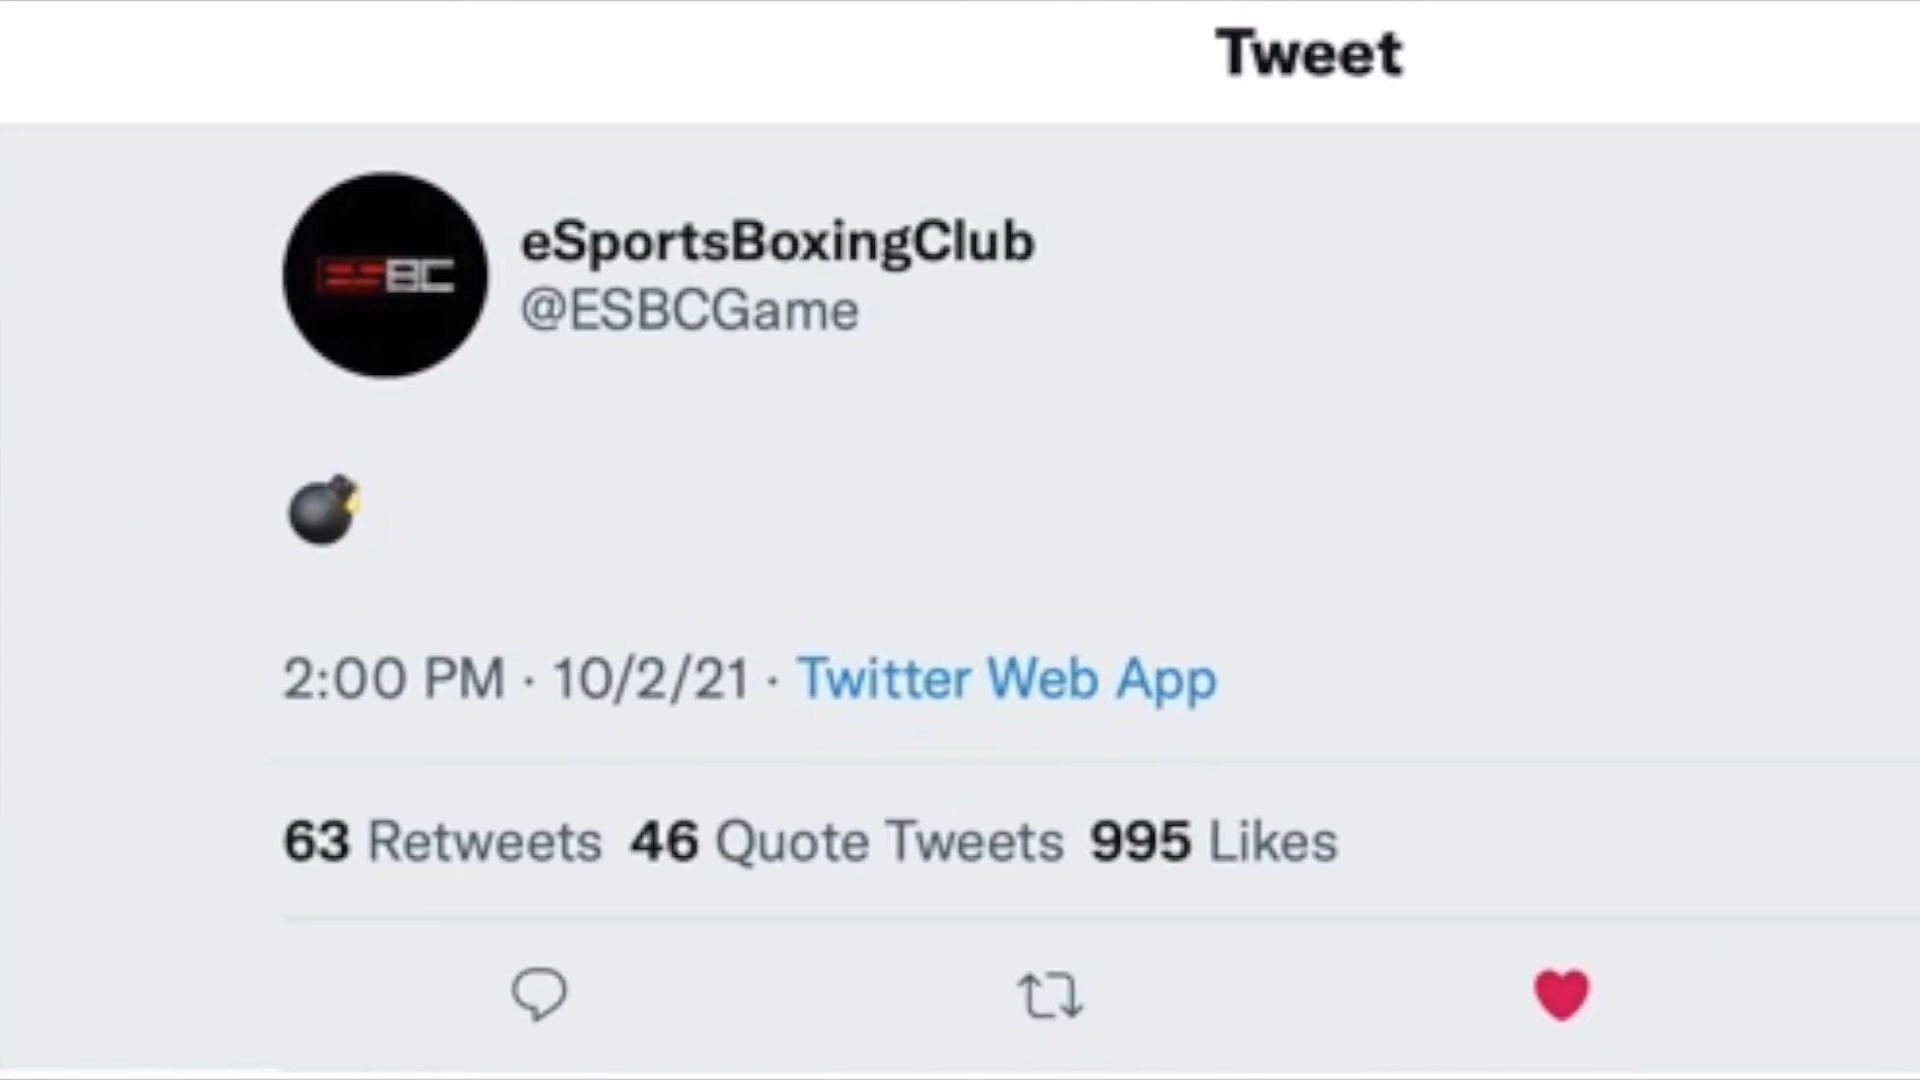 Tweet
ESBC
eSportsBoxingClub
@ESBCGame
💣
2:00 PM · 10/2/21 · Twitter Web App
63 Retweets 46 Quote Tweets 995 Likes